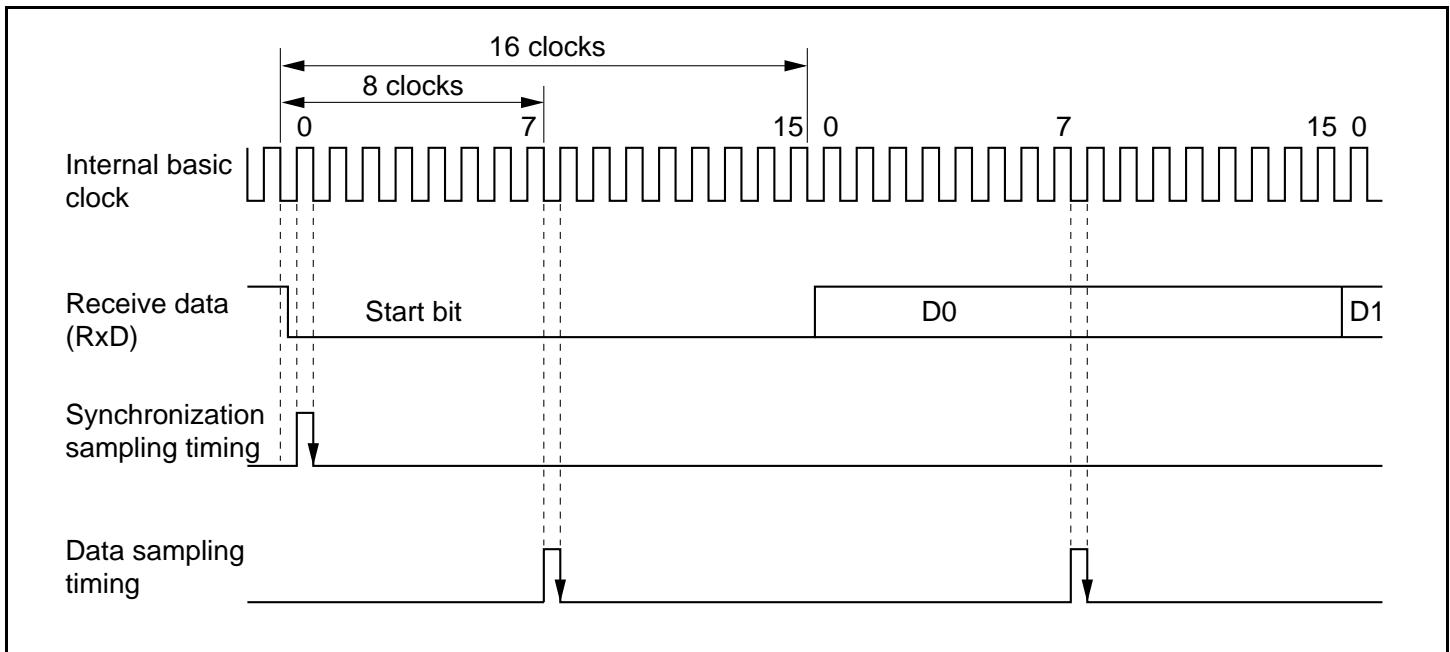 16 clocks
8 clocks
0 7 15 0 7 15 0
Internal basic
clock
Receive data
(RxD)
Start bit D0 D1
Synchronization
sampling timing
Data sampling
timing